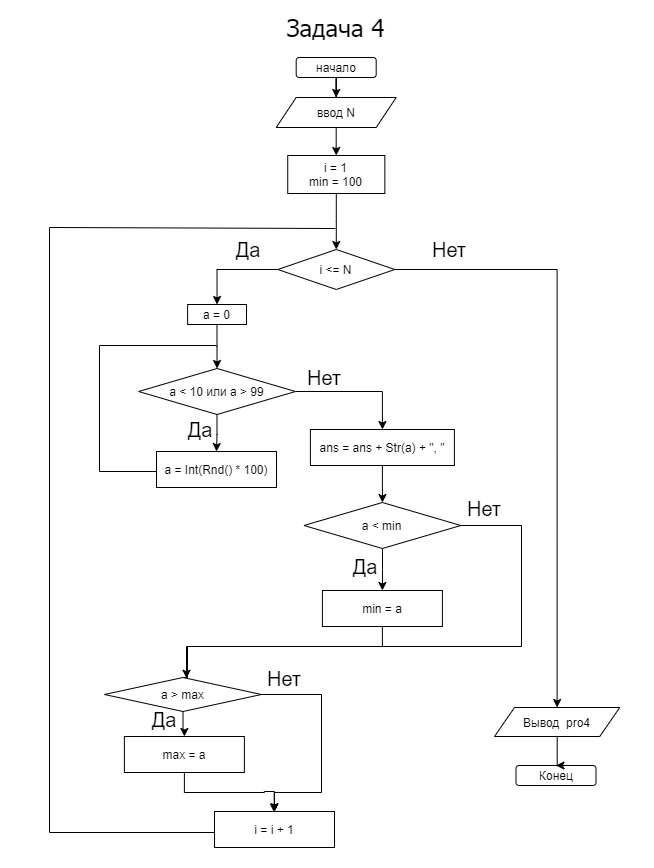 Задача 4
начало
ввод N
i = 1
min = 100
Да
Нет
i <= N
a = 0
a < 10 или a > 99
Нет
Да
ans = ans + Str(a) + ", "
a = Int(Rnd() * 100)
a < min
Нет
Да
min = a
a > max
Нет
Да
max = a
Вывод pro4
Конец
i = i + 1